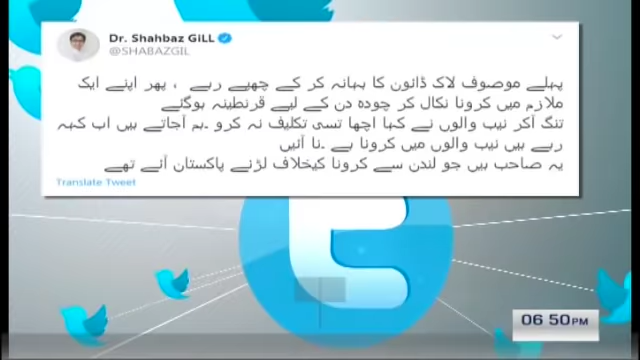 Dr. Shahbaz GiLL
@SHABAZGIL
پہلے موصوف لاک ڈائون کا بہانہ کر کے چھپے رہے ، پھر اپنے ایک
ملازم میں کرونا نکال کر چودہ دن کے لیے قرنطینہ ہوگئے
تنگ آکر نیب والوں نے کہا اچھا تسی تکلیف نہ کرو ۔ہم آجاتے ہیں اب کہہ
رہے ہیں نیب والوں میں کرونا ہے ۔نا آئیں
یہ صاحب ہیں جو لندن سے کرونا کیخلاف لڑنے پاکستان آئے تھے
Translate Tweet
06 50 PM